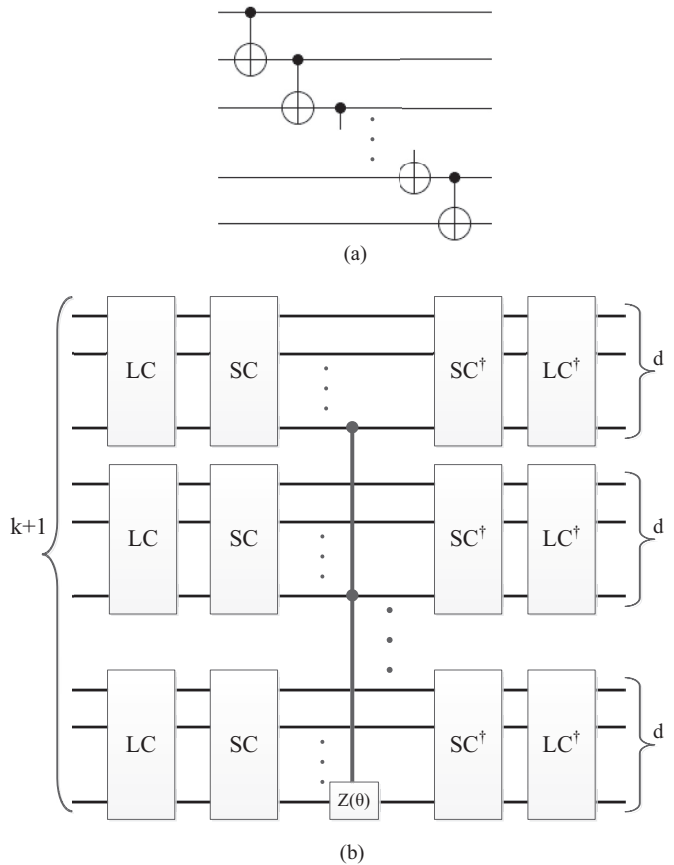 (a)
LC SC SC† LC† d
k+1 LC SC SC† LC† d
LC SC SC† LC† d
Z(θ)
(b)